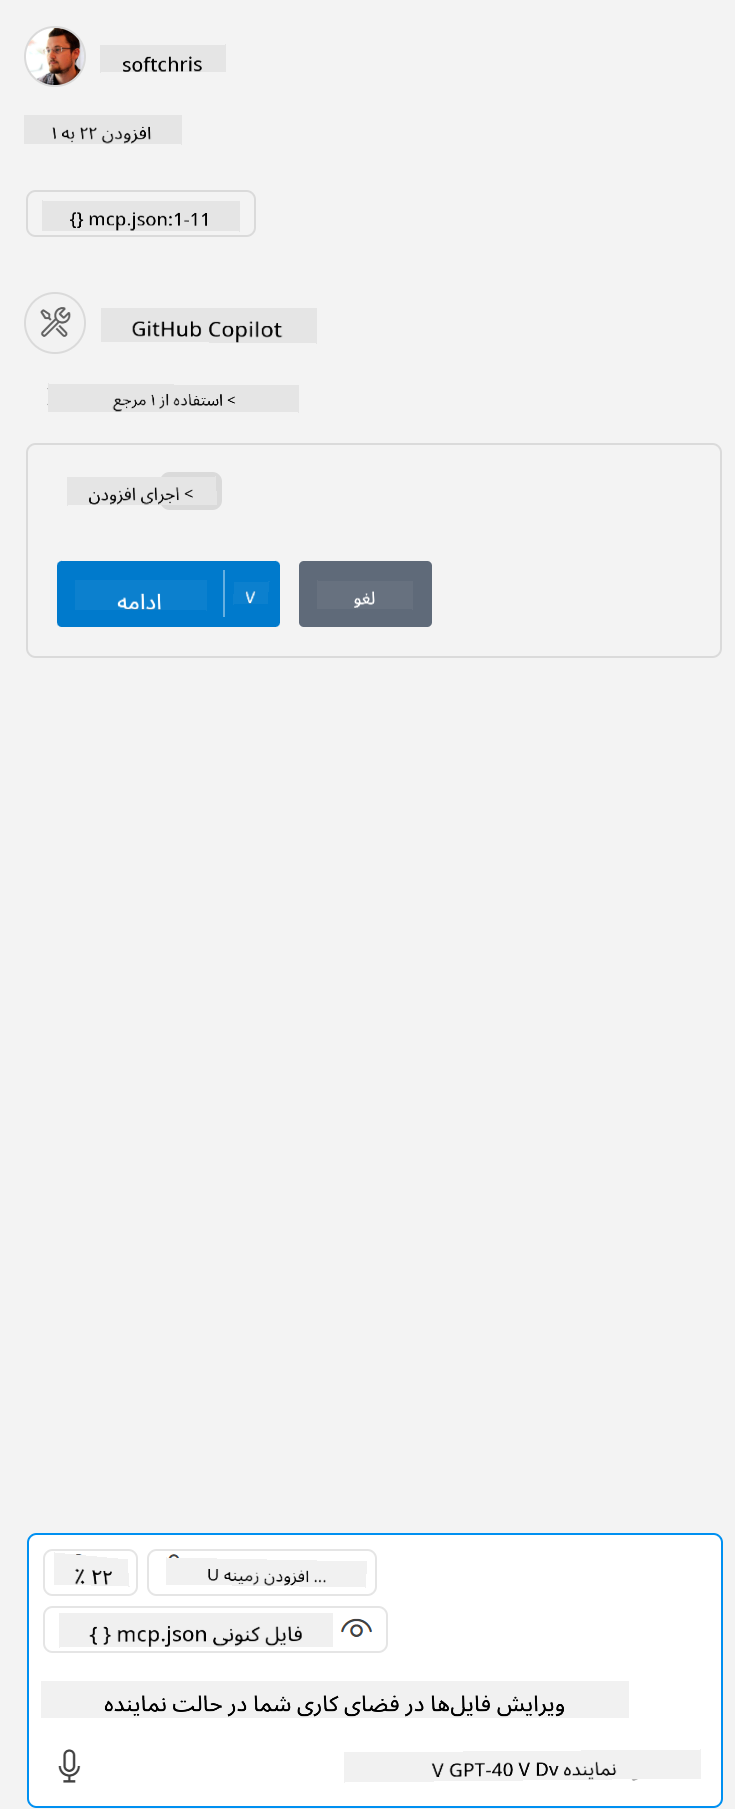 softchris
افزودن ۲۲ به ۱
{} mcp.json:1-11
GitHub Copilot
> استفاده از ۱ مرجع
> اجرای افزودن
ادامه V
لغو
٪ ۲۲
افزودن زمینه U ...
{ } mcp.json فایل کنونی
ویرایش فایل‌ها در فضای کاری شما در حالت نماینده
نماینده V GPT-40 V Dv